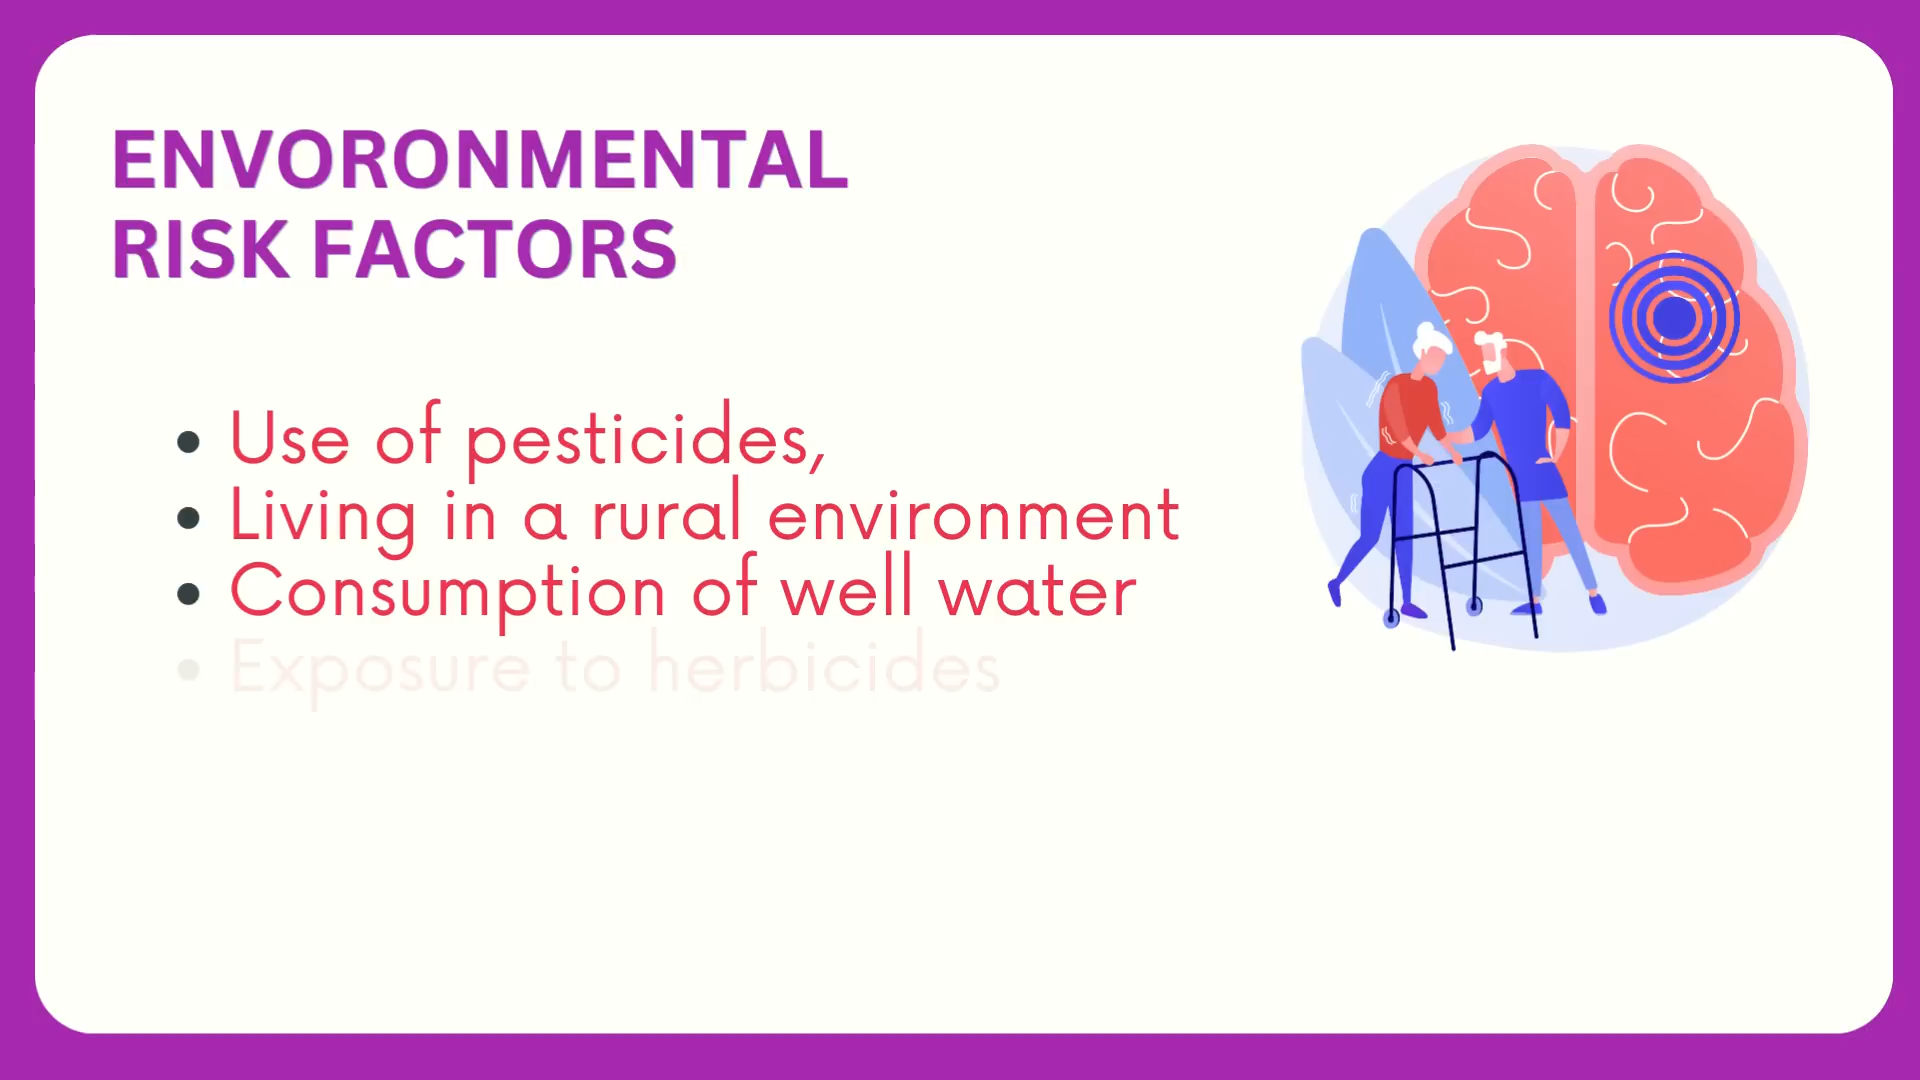 ENVORONMENTAL
RISK FACTORS
• Use of pesticides,
• Living in a rural environment
• Consumption of well water
• Exposure to herbicides